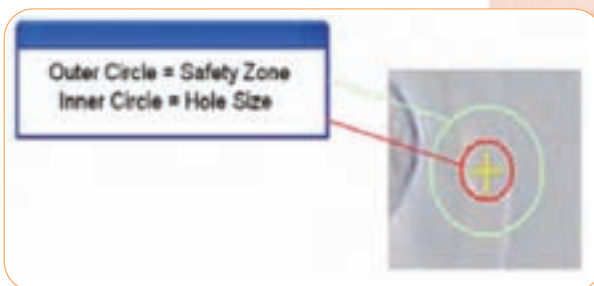 Outer Circle = Safety Zone
Inner Circle = Hole Size